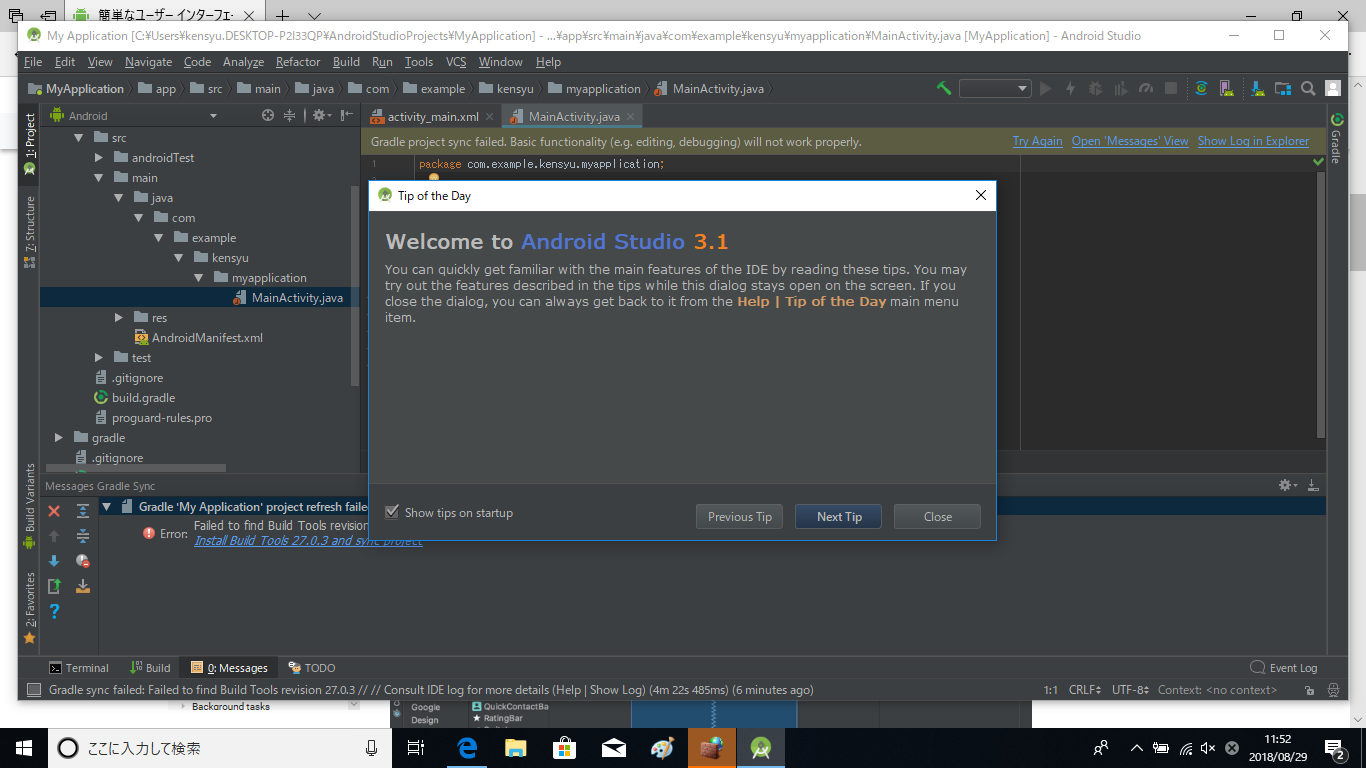 簡単なユーザー インターフェー
My Application [C:¥Users¥kensyu.DESKTOP-P2I33QP¥AndroidStudioProjects¥MyApplication] - ...¥app¥src¥main¥java¥com¥example¥kensyu¥myapplication¥MainActivity.java [MyApplication] - Android Studio
File Edit View Navigate Code Analyze Refactor Build Run Tools VCS Window Help
MyApplication app src main java com example kensyu myapplication MainActivity.java
1: Project
7: Structure
Build Variants
2: Favorites
Android
src
androidTest
main
java
com
example
kensyu
myapplication
MainActivity.java
res
AndroidManifest.xml
test
.gitignore
build.gradle
proguard-rules.pro
gradle
.gitignore
activity_main.xml MainActivity.java
Gradle project sync failed. Basic functionality (e.g. editing, debugging) will not work properly. Try Again Open 'Messages' View Show Log in Explorer
Gradle
1 package com.example.kensyu.myapplication;
Tip of the Day
Welcome to Android Studio 3.1
You can quickly get familiar with the main features of the IDE by reading these tips. You may
try out the features described in the tips while this dialog stays open on the screen. If you
close the dialog, you can always get back to it from the Help | Tip of the Day main menu
item.
Show tips on startup
Previous Tip Next Tip Close
Messages Gradle Sync
Gradle 'My Application' project refresh faile
Error: Failed to find Build Tools revision
Install Build Tools 27.0.3 and sync project
Terminal Build 0: Messages TODO Event Log
Gradle sync failed: Failed to find Build Tools revision 27.0.3 // // Consult IDE log for more details (Help | Show Log) (4m 22s 485ms) (6 minutes ago) 1:1 CRLF UTF-8 Context: <no context>
Background tasks
Google
Design
QuickContactBa
RatingBar
ここに入力して検索
11:52
2018/08/29
2